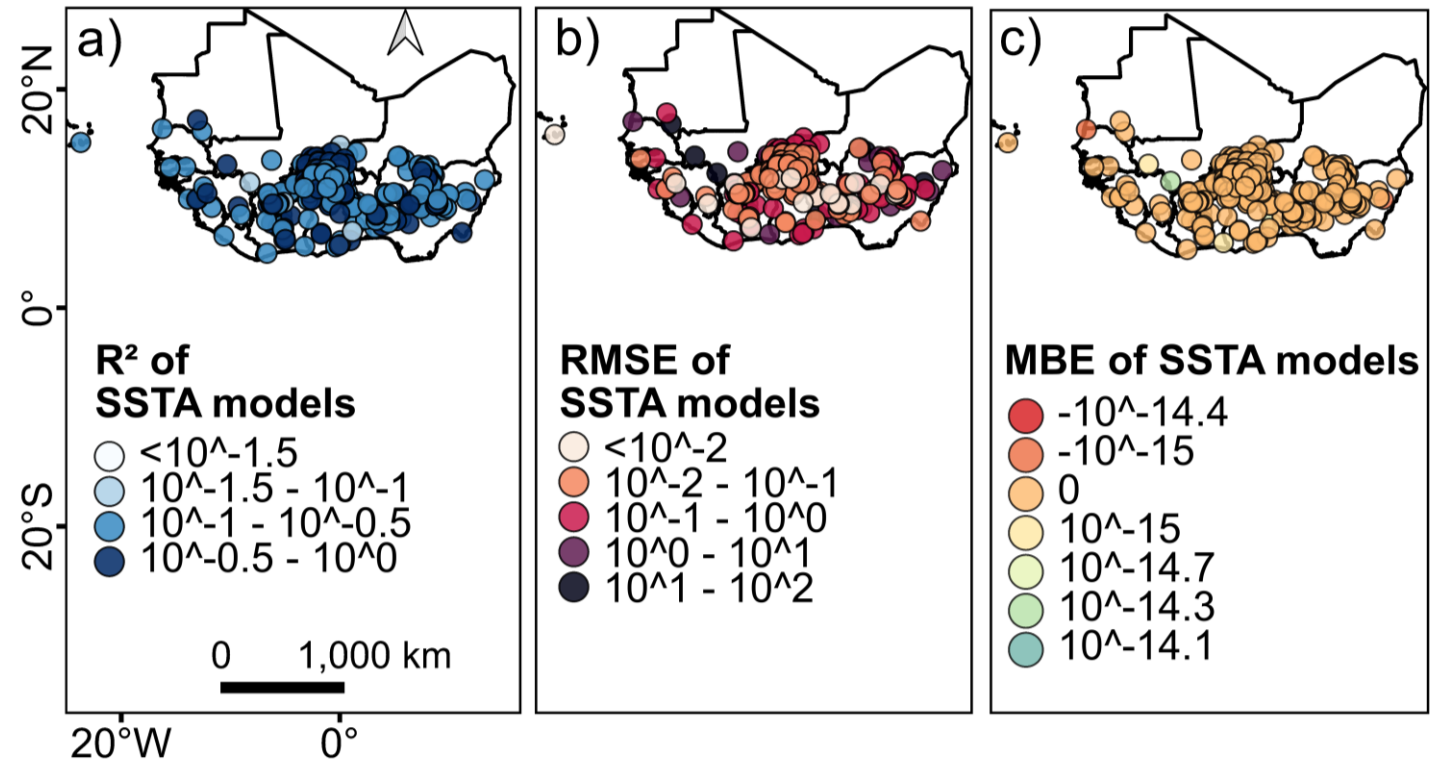 a)
b)
c)
20°N
0°
20°S
R² of
SSTA models
<10^-1.5
10^-1.5 - 10^-1
10^-1 - 10^-0.5
10^-0.5 - 10^0
0 1,000 km
20°W 0°
RMSE of
SSTA models
<10^-2
10^-2 - 10^-1
10^-1 - 10^0
10^0 - 10^1
10^1 - 10^2
MBE of SSTA models
-10^-14.4
-10^-15
0
10^-15
10^-14.7
10^-14.3
10^-14.1